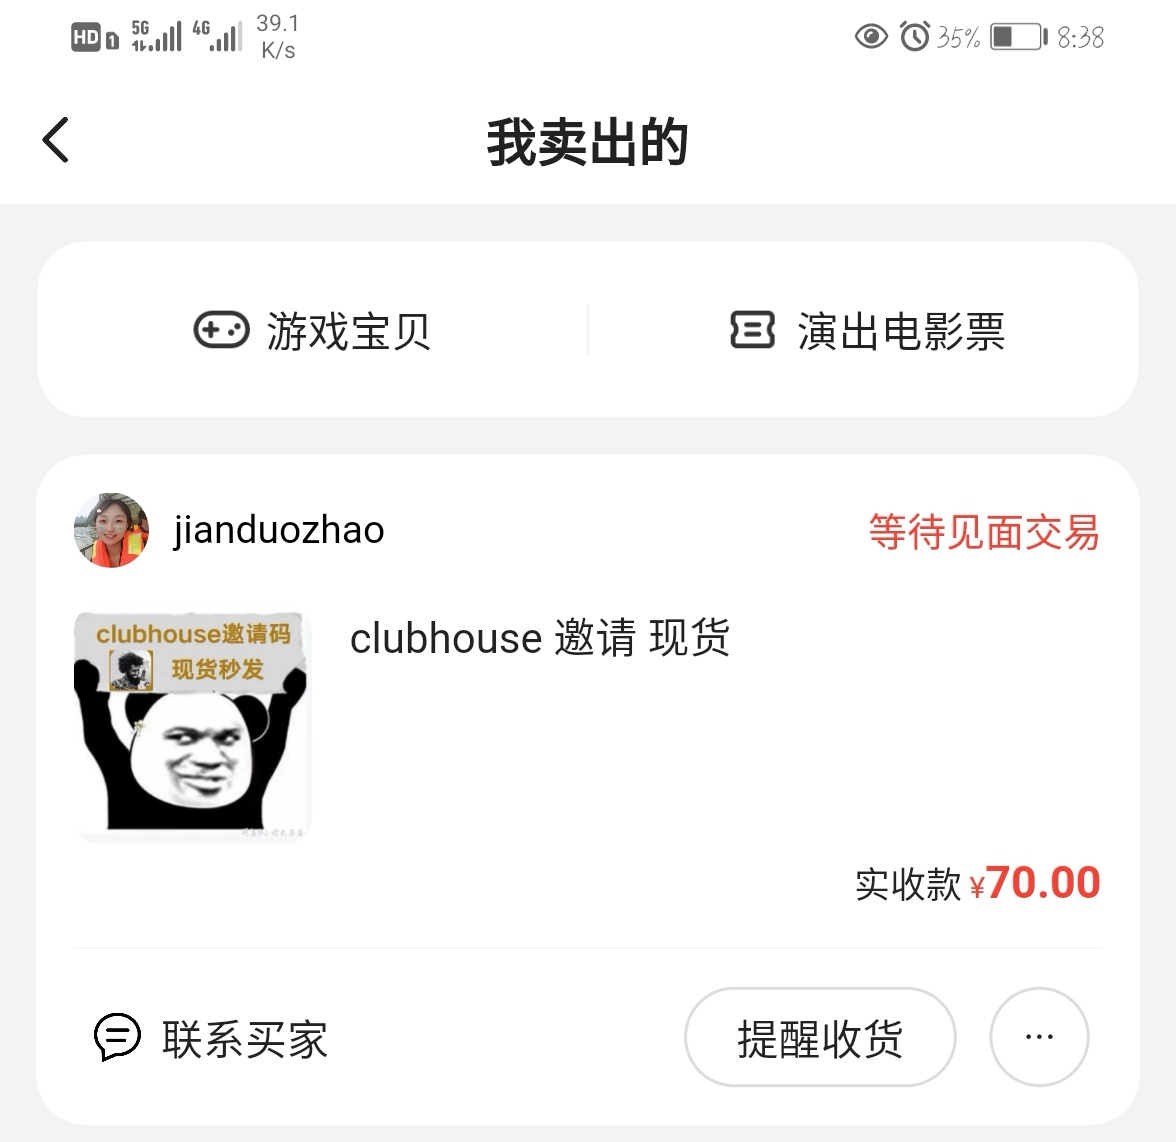 HD 1 5G 4G 39.1 K/s 35% 8:38
我卖出的
游戏宝贝 演出电影票
jianduozhao 等待见面交易
clubhouse邀请码
现货秒发
clubhouse 邀请 现货
实收款 ¥70.00
联系买家 提醒收货 ...